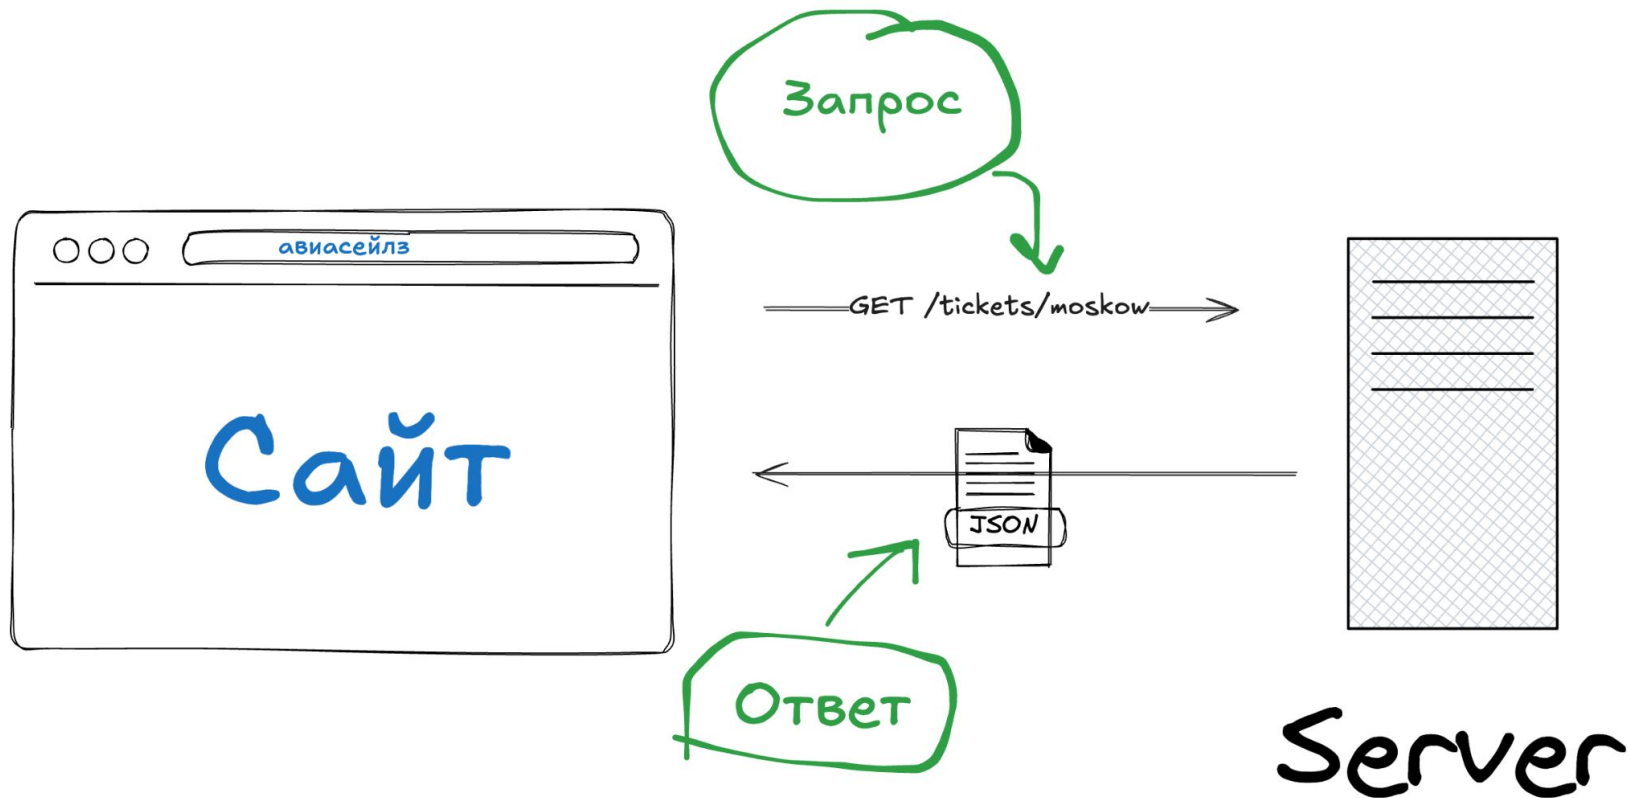 Запрос
авиасейлз
GET /tickets/moskow
Сайт
JSON
Ответ
Server